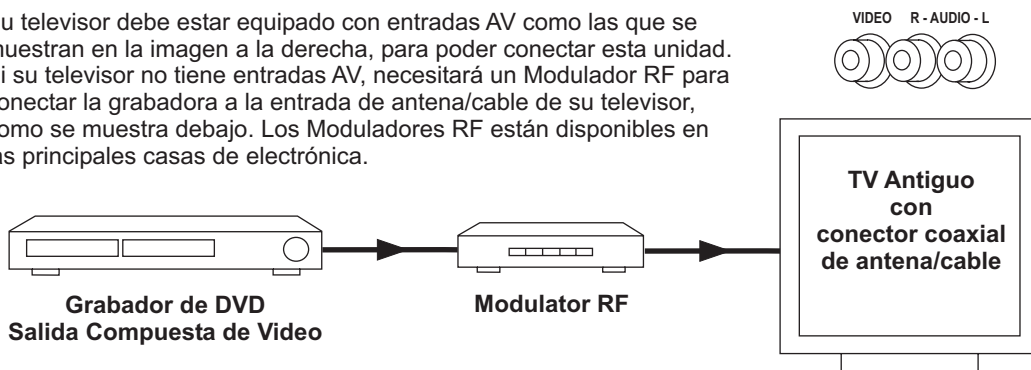 u televisor debe estar equipado con entradas AV como las que se
uestran en la imagen a la derecha, para poder conectar esta unidad.
i su televisor no tiene entradas AV, necesitará un Modulador RF para
onectar la grabadora a la entrada de antena/cable de su televisor,
omo se muestra debajo. Los Moduladores RF están disponibles en
as principales casas de electrónica.
VIDEO R - AUDIO - L
TV Antiguo
con
conector coaxial
de antena/cable
Grabador de DVD
Salida Compuesta de Video
Modulator RF